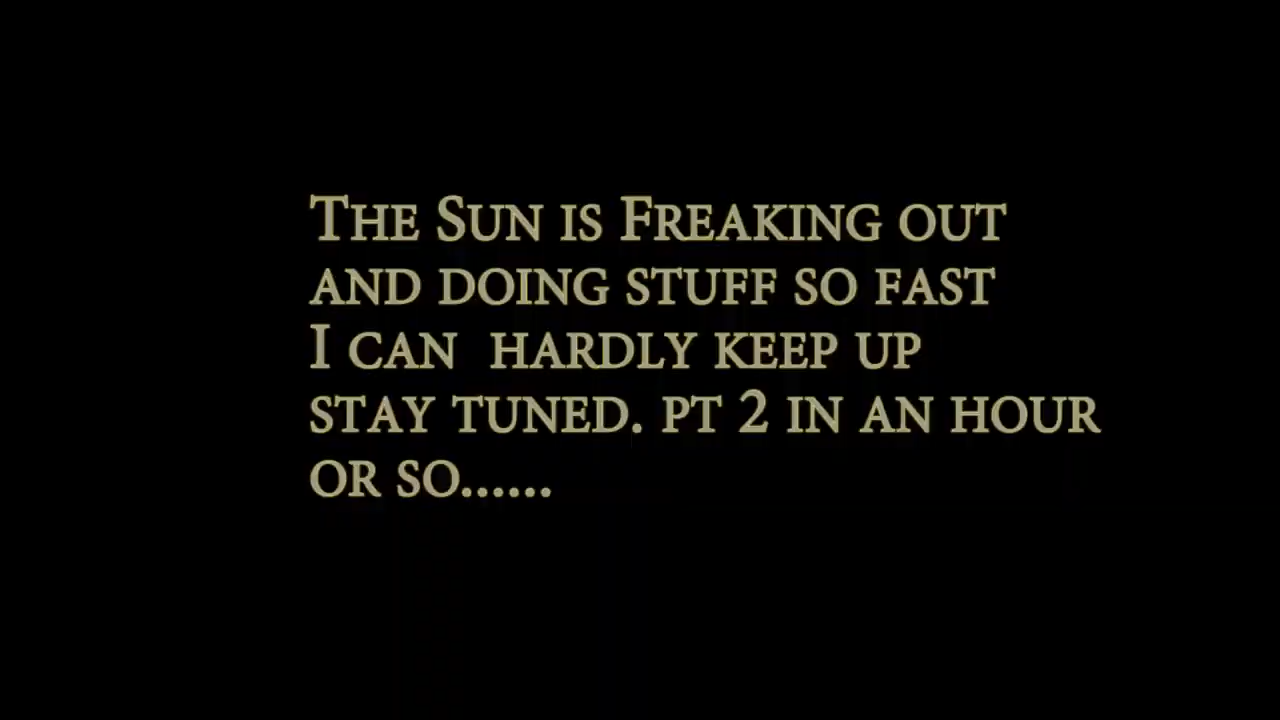 The Sun is Freaking out
and doing stuff so fast
I can  hardly keep up
stay tuned. pt 2 in an hour
or so......